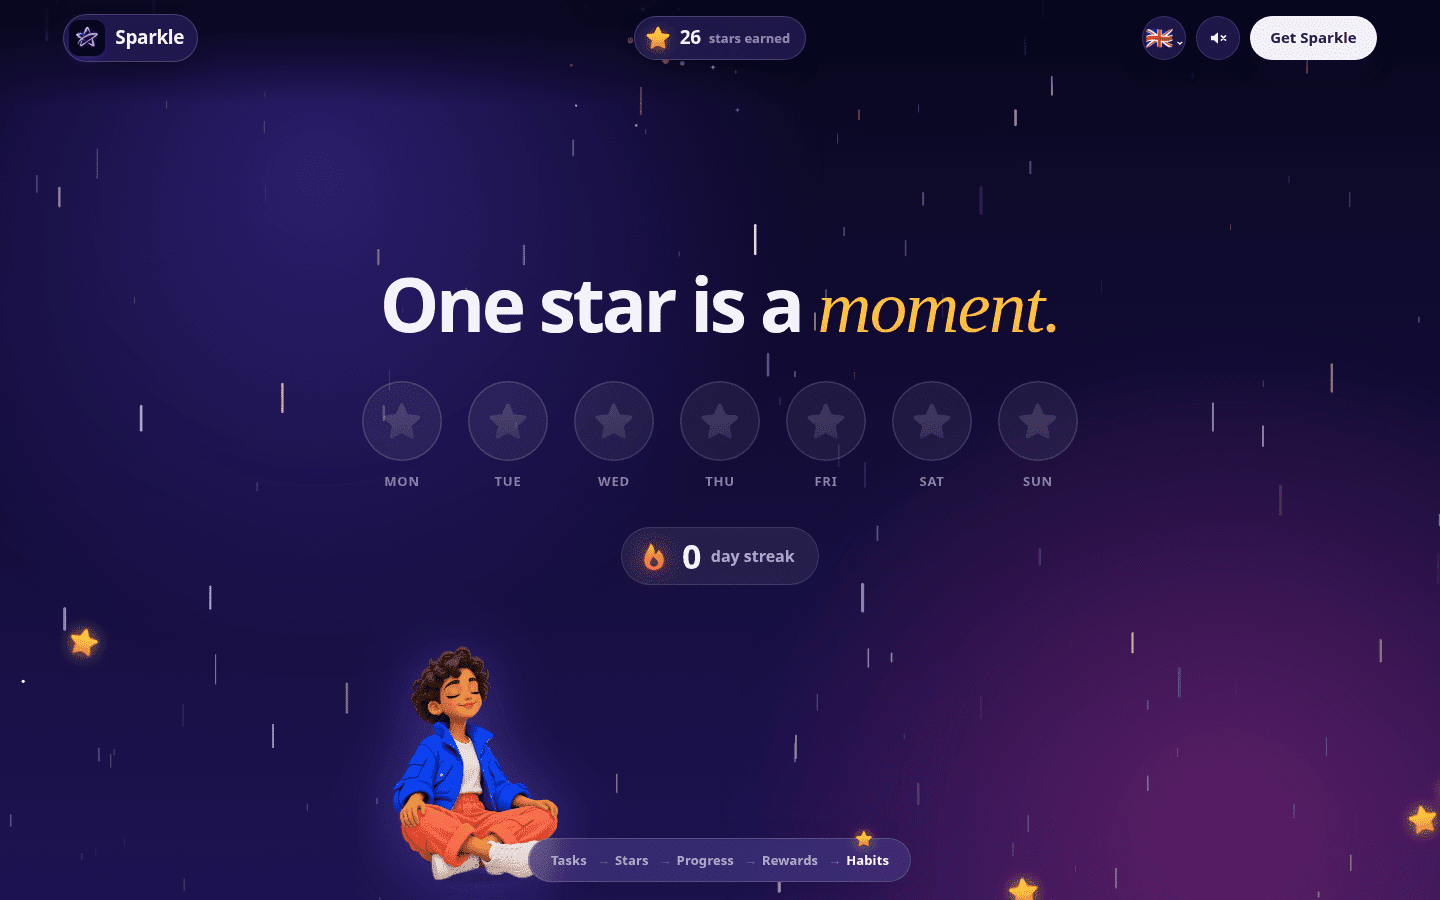 Sparkle
26 stars earned
Get Sparkle
One star is a moment.
MON TUE WED THU FRI SAT SUN
0 day streak
Tasks → Stars → Progress → Rewards → Habits